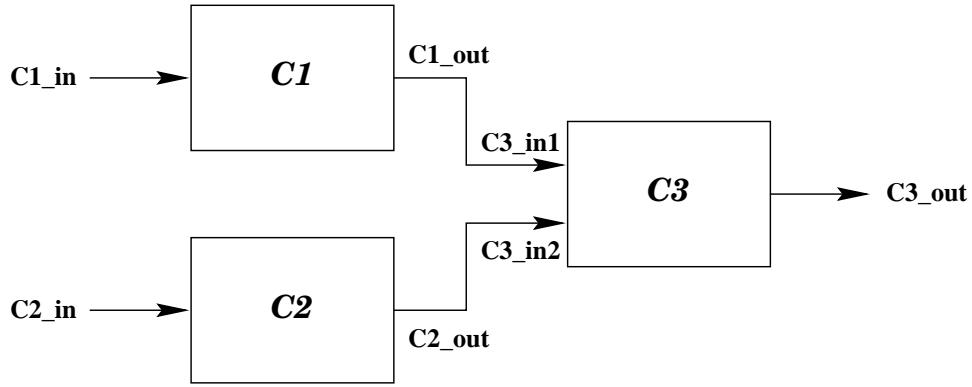 C1_in
C1
C1_out
C3_in1
C3
C3_out
C3_in2
C2_in
C2
C2_out